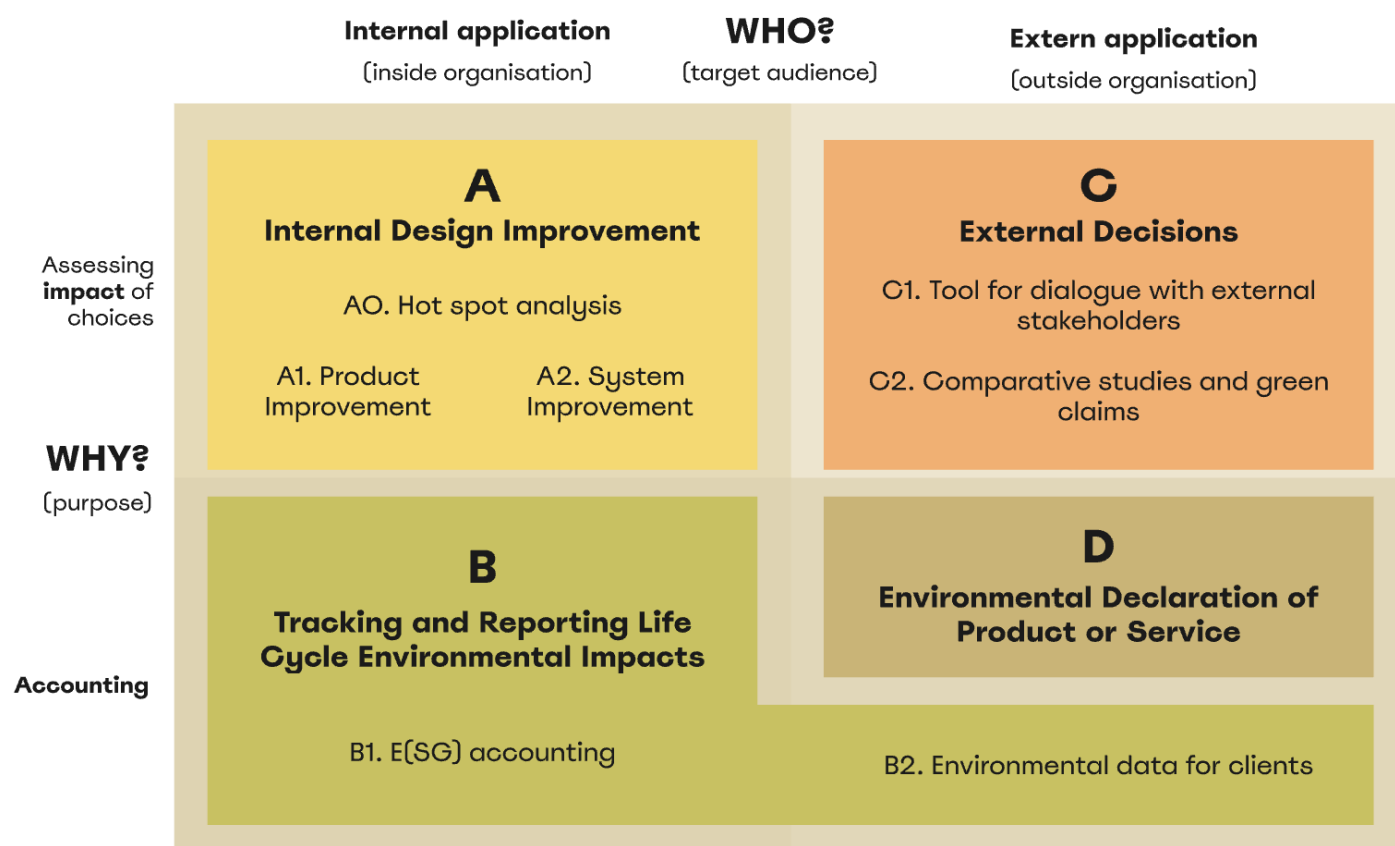 Internal application
(inside organisation)
WHO?
(target audience)
Extern application
(outside organisation)
Assessing
impact of
choices
WHY?
(purpose)
Accounting
A
Internal Design Improvement
AO. Hot spot analysis
A1. Product
Improvement
A2. System
Improvement
C
External Decisions
C1. Tool for dialogue with external
stakeholders
C2. Comparative studies and green
claims
B
Tracking and Reporting Life
Cycle Environmental Impacts
B1. E(SG) accounting
D
Environmental Declaration of
Product or Service
B2. Environmental data for clients